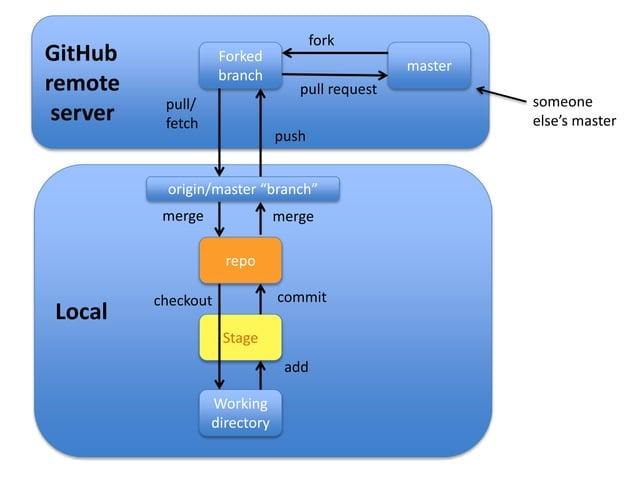 GitHub
remote
server
fork
Forked
branch
master
pull request
pull/
fetch
push
someone
else’s master
origin/master “branch”
merge
merge
repo
Local
checkout
commit
Stage
add
Working
directory